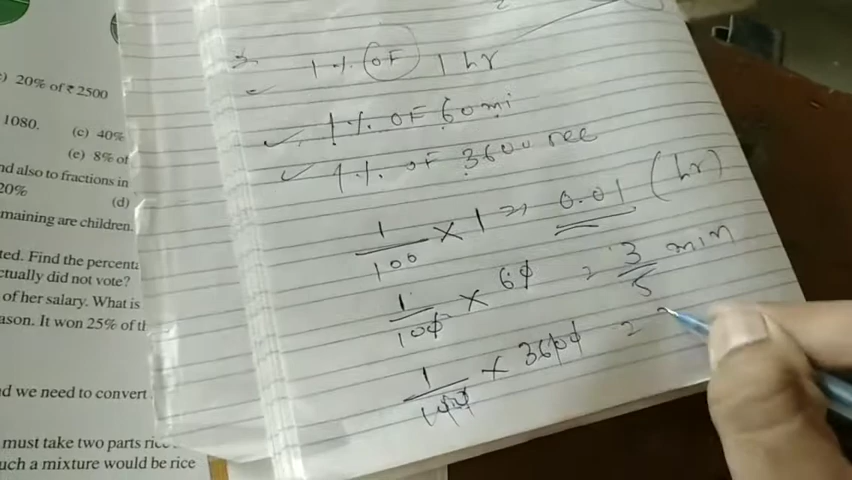 ) 20% of ₹ 2500
1080.
(c) 40%
(e) 8% of
nd also to fractions in
20%
(d)
maining are children.
ted. Find the percenta
ctually did not vote?
of her salary. What is
ason. It won 25% of th
d we need to convert
must take two parts ric
uch a mixture would be rice
1% OF 1 hr
1% OF 60 mi
1% OF 3600 sec
1/100 × 1 => 0.01 (hr)
1/100 × 60 = 3/5 min
1/100 × 3600 =